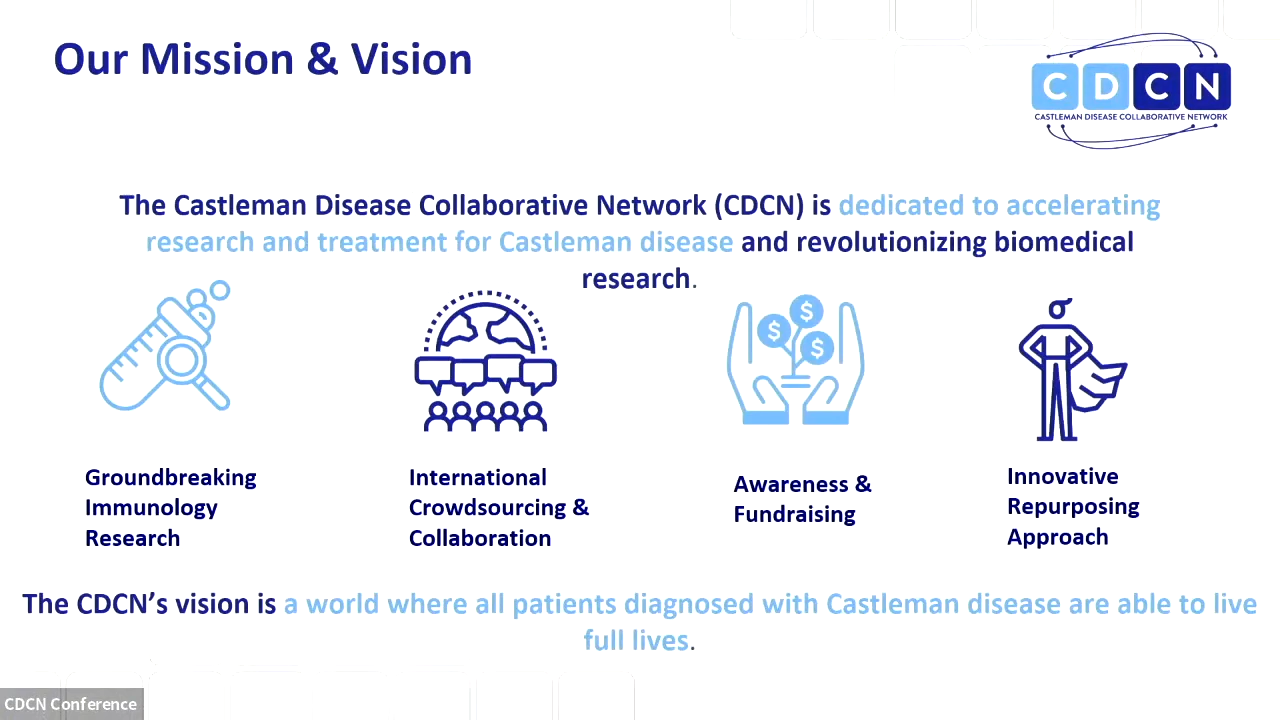 Our Mission & Vision
CDCN
CASTLEMAN DISEASE COLLABORATIVE NETWORK
The Castleman Disease Collaborative Network (CDCN) is dedicated to accelerating
research and treatment for Castleman disease and revolutionizing biomedical
research.
$
$
$
Groundbreaking
Immunology
Research
International
Crowdsourcing &
Collaboration
Awareness &
Fundraising
Innovative
Repurposing
Approach
The CDCN’s vision is a world where all patients diagnosed with Castleman disease are able to live
full lives.
CDCN Conference